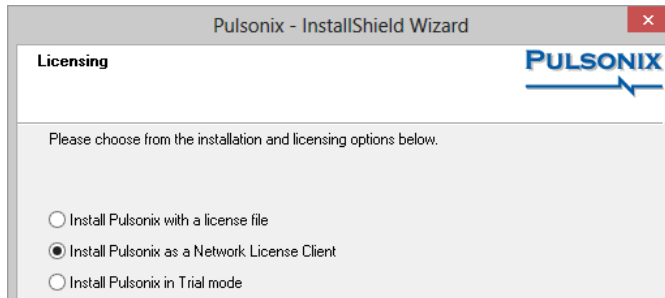 Pulsonix - InstallShield Wizard
Licensing
PULSONIX
Please choose from the installation and licensing options below.
Install Pulsonix with a license file
Install Pulsonix as a Network License Client
Install Pulsonix in Trial mode